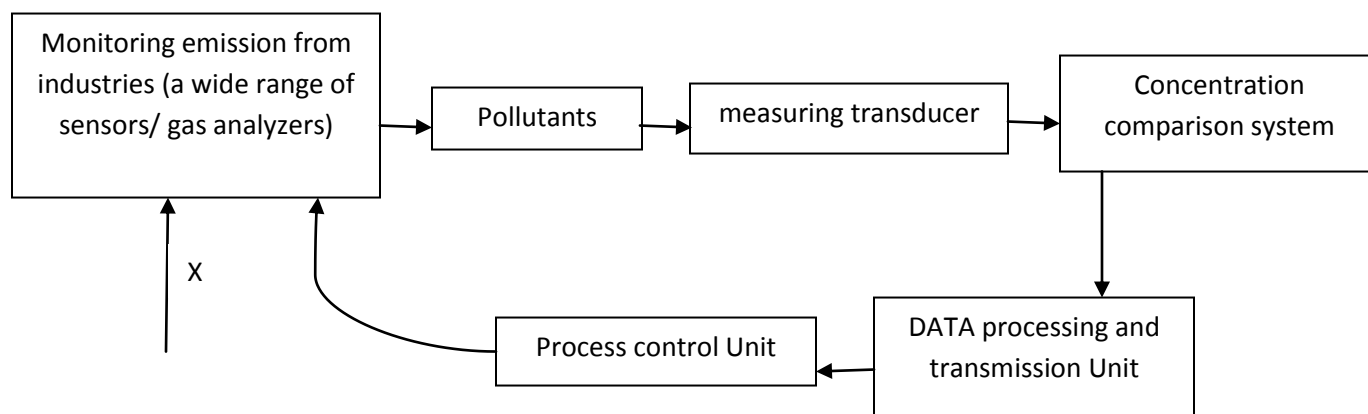 Monitoring emission from
industries (a wide range of
sensors/ gas analyzers)
Pollutants
measuring transducer
Concentration
comparison system
X
Process control Unit
DATA processing and
transmission Unit